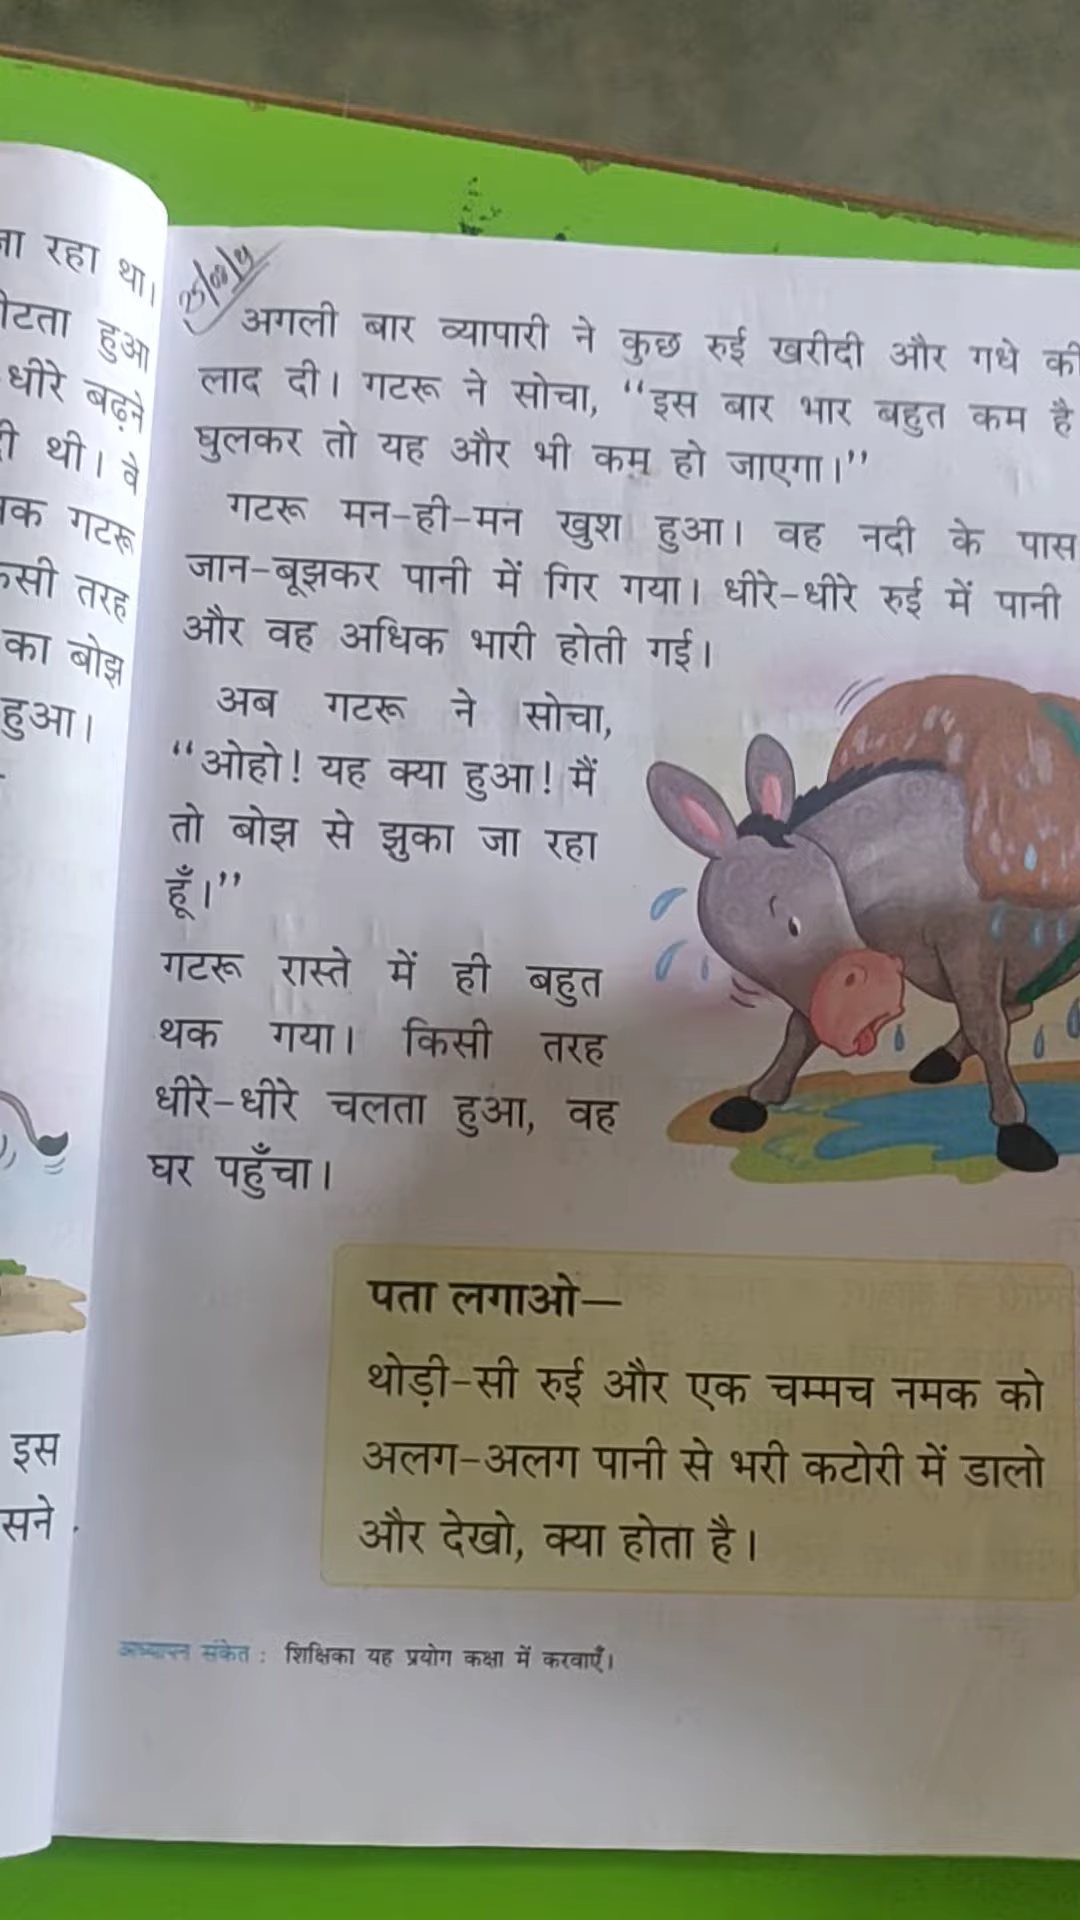 ा रहा था।
टता हुआ
धीरे बढ़ने
थी। वे
गटरू
तरह
का बोझ
हुआ।
इस
सने
अगली बार व्यापारी ने कुछ रुई खरीदी और गधे की
लाद दी। गटरू ने सोचा, “इस बार भार बहुत कम है
घुलकर तो यह और भी कम हो जाएगा।”
गटरू मन-ही-मन खुश हुआ। वह नदी के पास
जान-बूझकर पानी में गिर गया। धीरे-धीरे रुई में पानी
और वह अधिक भारी होती गई।
अब गटरू ने सोचा,
“ओहो! यह क्या हुआ! मैं
तो बोझ से झुका जा रहा
हूँ।”
गटरू रास्ते में ही बहुत
थक गया। किसी तरह
धीरे-धीरे चलता हुआ, वह
घर पहुँचा।
पता लगाओ—
थोड़ी-सी रुई और एक चम्मच नमक को
अलग-अलग पानी से भरी कटोरी में डालो
और देखो, क्या होता है।
अध्यापन संकेत : शिक्षिका यह प्रयोग कक्षा में करवाएँ।